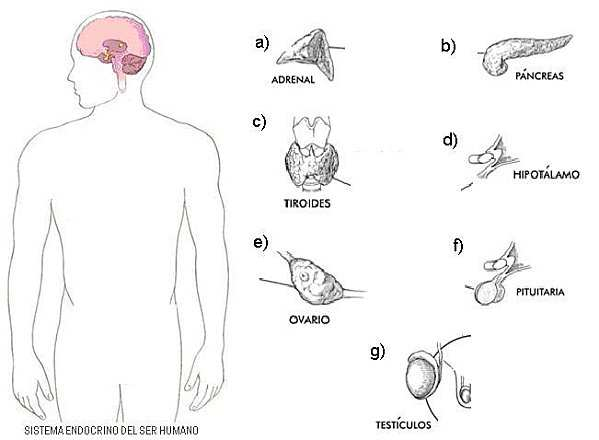 a)
ADRENAL
b)
PÁNCREAS
c)
TIROIDES
d)
HIPOTÁLAMO
e)
OVARIO
f)
PITUITARIA
g)
TESTÍCULOS
SISTEMA ENDOCRINO DEL SER HUMANO